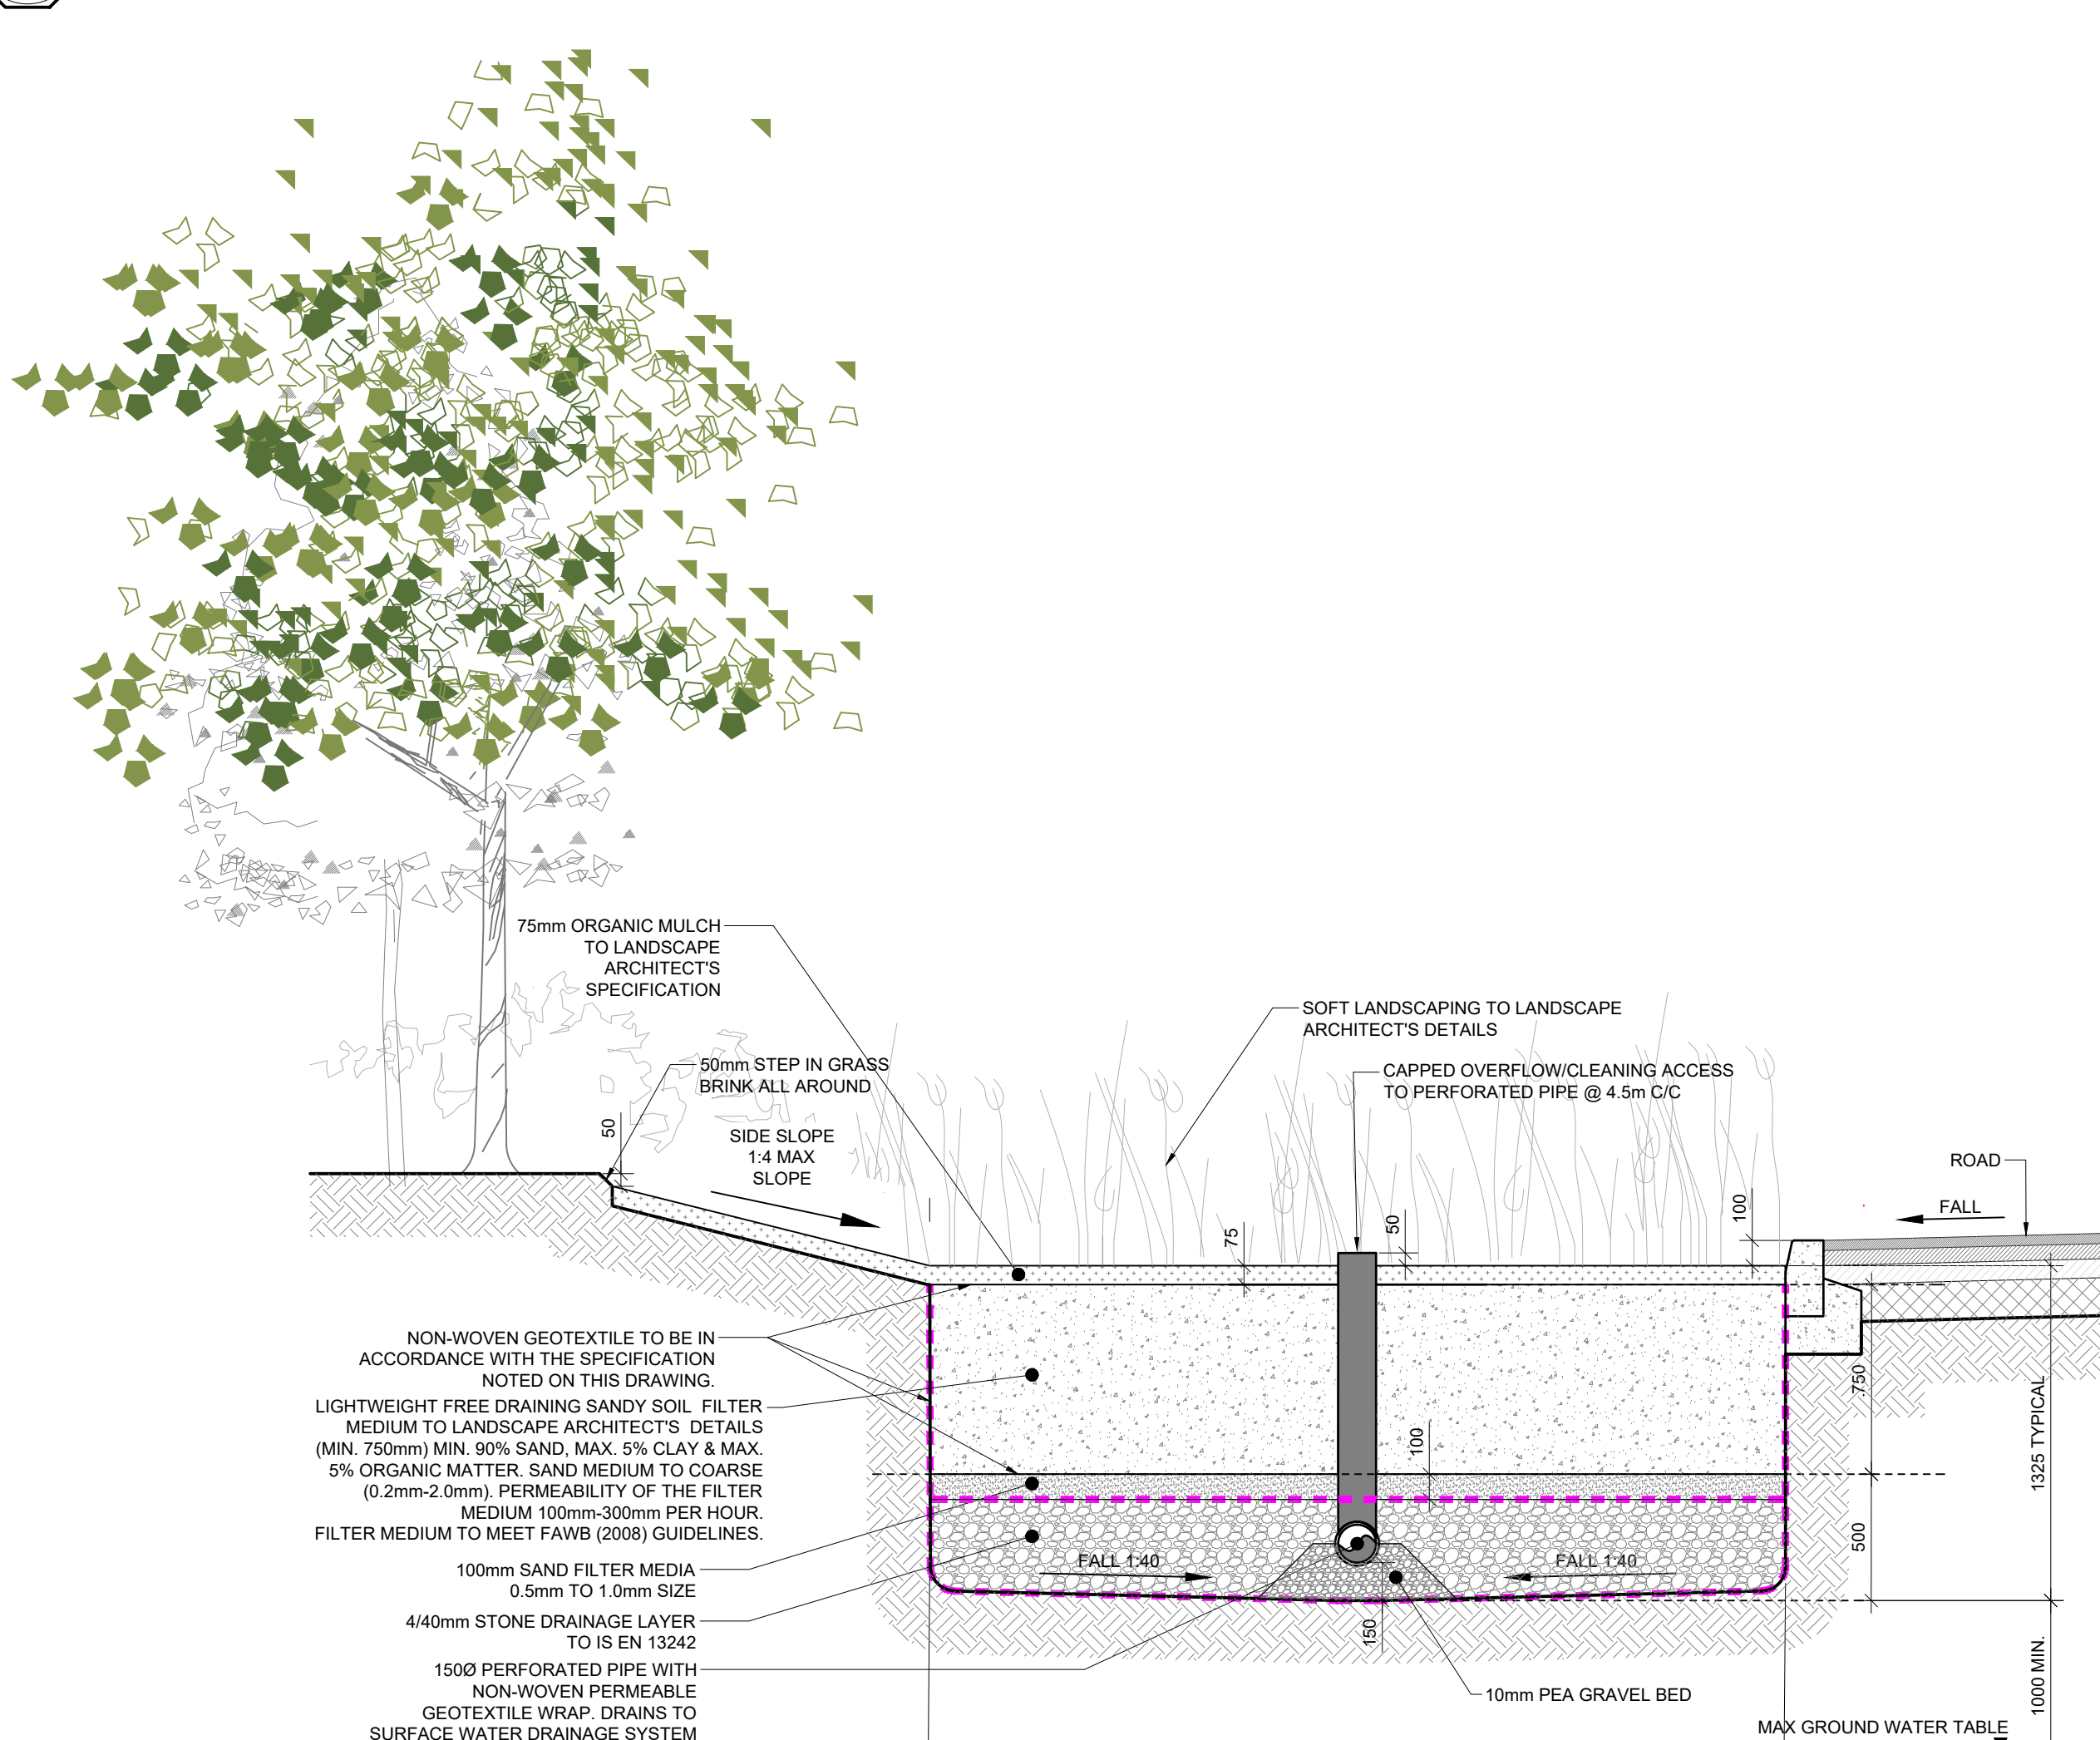 75mm ORGANIC MULCH
TO LANDSCAPE
ARCHITECT'S
SPECIFICATION
SOFT LANDSCAPING TO LANDSCAPE
ARCHITECT'S DETAILS
50mm STEP IN GRASS
BRINK ALL AROUND
CAPPED OVERFLOW/CLEANING ACCESS
TO PERFORATED PIPE @ 4.5m C/C
50
SIDE SLOPE
1:4 MAX
SLOPE
ROAD
FALL
100
75
50
NON-WOVEN GEOTEXTILE TO BE IN
ACCORDANCE WITH THE SPECIFICATION
NOTED ON THIS DRAWING.
LIGHTWEIGHT FREE DRAINING SANDY SOIL FILTER
MEDIUM TO LANDSCAPE ARCHITECT'S DETAILS
(MIN. 750mm) MIN. 90% SAND, MAX. 5% CLAY & MAX.
5% ORGANIC MATTER. SAND MEDIUM TO COARSE
(0.2mm-2.0mm). PERMEABILITY OF THE FILTER
MEDIUM 100mm-300mm PER HOUR.
FILTER MEDIUM TO MEET FAWB (2008) GUIDELINES.
750
1325 TYPICAL
100
500
FALL 1:40
FALL 1:40
100mm SAND FILTER MEDIA
0.5mm TO 1.0mm SIZE
4/40mm STONE DRAINAGE LAYER
TO IS EN 13242
150
150Ø PERFORATED PIPE WITH
NON-WOVEN PERMEABLE
GEOTEXTILE WRAP. DRAINS TO
SURFACE WATER DRAINAGE SYSTEM
10mm PEA GRAVEL BED
1000 MIN.
MAX GROUND WATER TABLE